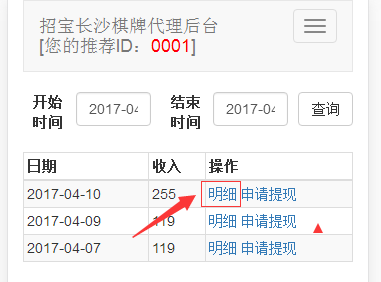 招宝长沙棋牌代理后台
[您的推荐ID：0001]
开始时间 2017-04 结束时间 2017-04 查询
日期 收入 操作
2017-04-10 255 明细 申请提现
2017-04-09 119 明细 申请提现
2017-04-07 119 明细 申请提现